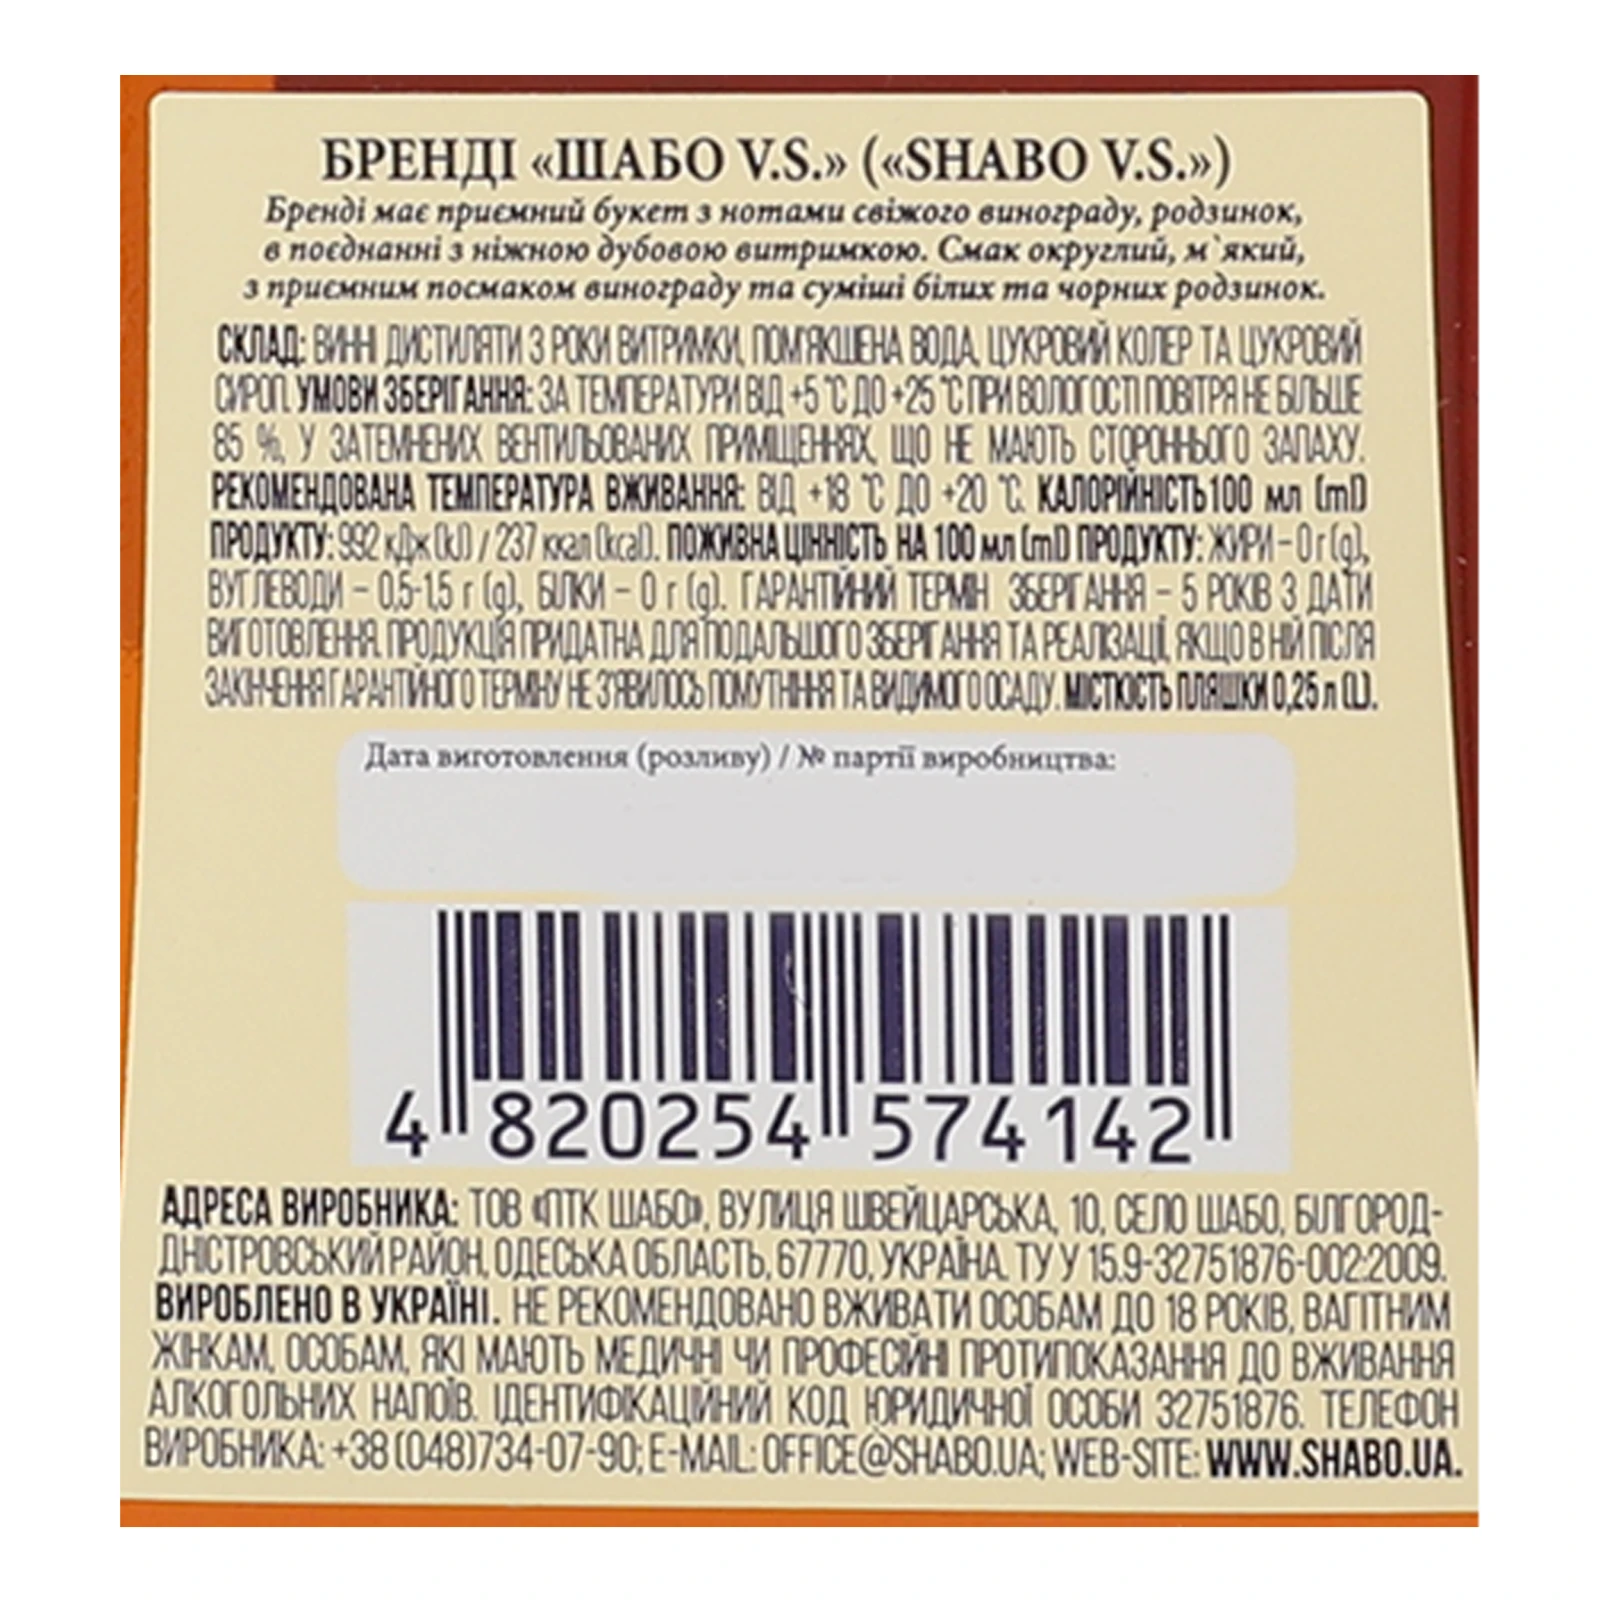 БРЕНДІ «ШАБО V.S.» («SHABO V.S.»)
Бренді має приємний букет з нотами свіжого винограду, родзинок,
в поєднанні з ніжною дубовою витримкою. Смак округлий, м`який,
з приємним посмаком винограду та суміші білих та чорних родзинок.
СКЛАД: ВИННІ ДИСТИЛЯТИ 3 РОКИ ВИТРИМКИ, ПОМ'ЯКШЕНА ВОДА, ЦУКРОВИЙ КОЛЕР ТА ЦУКРОВИЙ
СИРОП. УМОВИ ЗБЕРІГАННЯ: ЗА ТЕМПЕРАТУРИ ВІД +5 °С ДО +25 °С ПРИ ВОЛОГОСТІ ПОВІТРЯ НЕ БІЛЬШЕ
85 %, У ЗАТЕМНЕНИХ ВЕНТИЛЬОВАНИХ ПРИМІЩЕННЯХ, ЩО НЕ МАЮТЬ СТОРОННЬОГО ЗАПАХУ.
РЕКОМЕНДОВАНА ТЕМПЕРАТУРА ВЖИВАННЯ: ВІД +18 °С ДО +20 °С. КАЛОРІЙНІСТЬ 100 мл (ml)
ПРОДУКТУ: 992 кДж (kJ) / 237 ккал (kcal). ПОЖИВНА ЦІННІСТЬ НА 100 мл (ml) ПРОДУКТУ: ЖИРИ – 0 г (g),
ВУГЛЕВОДИ – 0,5-1,5 г (g), БІЛКИ – 0 г (g). ГАРАНТІЙНИЙ ТЕРМІН ЗБЕРІГАННЯ – 5 РОКІВ З ДАТИ
ВИГОТОВЛЕННЯ. ПРОДУКЦІЯ ПРИДАТНА ДЛЯ ПОДАЛЬШОГО ЗБЕРІГАННЯ ТА РЕАЛІЗАЦІЇ, ЯКЩО В НІЙ ПІСЛЯ
ЗАКІНЧЕННЯ ГАРАНТІЙНОГО ТЕРМІНУ НЕ З'ЯВИЛОСЬ ПОМУТНІННЯ ТА ВИДИМОГО ОСАДУ. МІСТКІСТЬ ПЛЯШКИ 0,25 л (L).
Дата виготовлення (розливу) / № партії виробництва:
4 820254 574142
АДРЕСА ВИРОБНИКА: ТОВ «ПТК ШАБО», ВУЛИЦЯ ШВЕЙЦАРСЬКА, 10, СЕЛО ШАБО, БІЛГОРОД-
ДНІСТРОВСЬКИЙ РАЙОН, ОДЕСЬКА ОБЛАСТЬ, 67770, УКРАЇНА. ТУ У 15.9-32751876-002:2009.
ВИРОБЛЕНО В УКРАЇНІ. НЕ РЕКОМЕНДОВАНО ВЖИВАТИ ОСОБАМ ДО 18 РОКІВ, ВАГІТНИМ
ЖІНКАМ, ОСОБАМ, ЯКІ МАЮТЬ МЕДИЧНІ ЧИ ПРОФЕСІЙНІ ПРОТИПОКАЗАННЯ ДО ВЖИВАННЯ
АЛКОГОЛЬНИХ НАПОЇВ. ІДЕНТИФІКАЦІЙНИЙ КОД ЮРИДИЧНОЇ ОСОБИ 32751876. ТЕЛЕФОН
ВИРОБНИКА: +38 (048)734-07-90; E-MAIL: OFFICE@SHABO.UA; WEB-SITE: WWW.SHABO.UA.